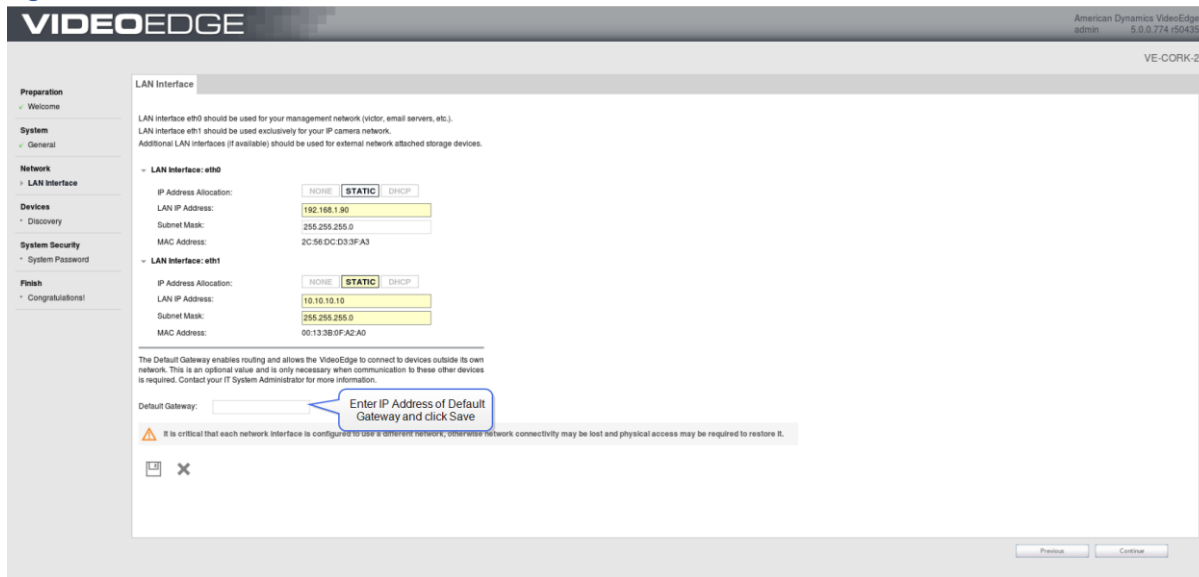 VIDEOEDGE
American Dynamics VideoEdge
admin 5.0.0.774 r50435
VE-CORK-2
Preparation
Welcome
System
General
Network
LAN Interface
Devices
Discovery
System Security
System Password
Finish
Congratulations!
LAN Interface
LAN interface eth0 should be used for your management network (victor, email servers, etc.).
LAN interface eth1 should be used exclusively for your IP camera network.
Additional LAN interfaces (if available) should be used for external network attached storage devices.
LAN Interface: eth0
IP Address Allocation: NONE STATIC DHCP
LAN IP Address: 192.168.1.90
Subnet Mask: 255.255.255.0
MAC Address: 2C:56:DC:D3:3F:A3
LAN Interface: eth1
IP Address Allocation: NONE STATIC DHCP
LAN IP Address: 10.10.10.10
Subnet Mask: 255.255.255.0
MAC Address: 00:13:3B:0F:A2:A0
The Default Gateway enables routing and allows the VideoEdge to connect to devices outside its own
network. This is an optional value and is only necessary when communication to these other devices
is required. Contact your IT System Administrator for more information.
Default Gateway:
Enter IP Address of Default
Gateway and click Save
It is critical that each network interface is configured to use a different network, otherwise network connectivity may be lost and physical access may be required to restore it.
Previous Continue